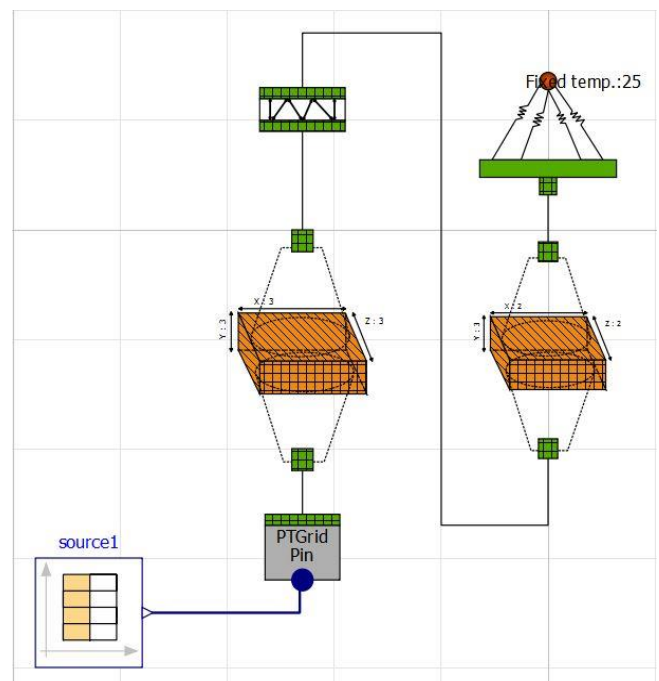 Fixed temp.:25
X : 3
Y : 3
Z : 3
X : 2
Y : 3
Z : 2
PTGrid
Pin
source1